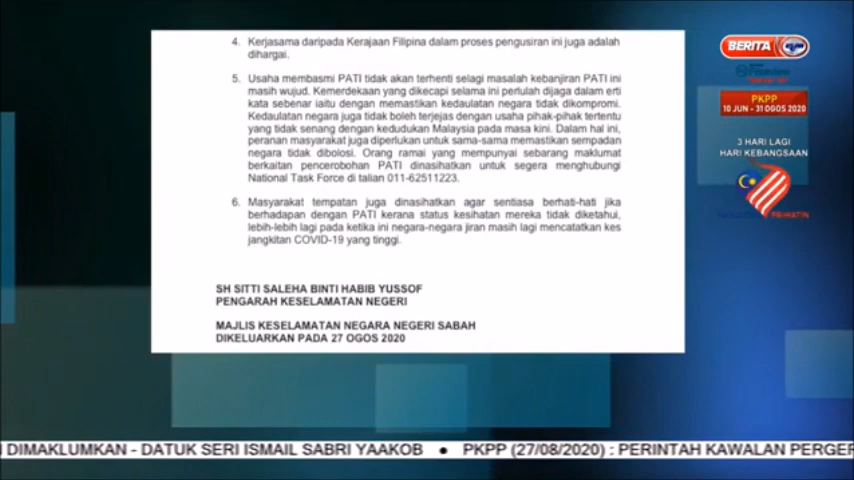 4. Kerjasama daripada Kerajaan Filipina dalam proses pengusiran ini juga adalah
dihargai.
5. Usaha membasmi PATI tidak akan terhenti selagi masalah kebanjiran PATI ini
masih wujud. Kemerdekaan yang dikecapi selama ini perlulah dijaga dalam erti
kata sebenar iaitu dengan memastikan kedaulatan negara tidak dikompromi.
Kedaulatan negara juga tidak boleh terjejas dengan usaha pihak-pihak tertentu
yang tidak senang dengan kedudukan Malaysia pada masa kini. Dalam hal ini,
peranan masyarakat juga diperlukan untuk sama-sama memastikan sempadan
negara tidak dibolosi. Orang ramai yang mempunyai sebarang maklumat
berkaitan pencerobohan PATI dinasihatkan untuk segera menghubungi
National Task Force di talian 011-62511223.
6. Masyarakat tempatan juga dinasihatkan agar sentiasa berhati-hati jika
berhadapan dengan PATI kerana status kesihatan mereka tidak diketahui,
lebih-lebih lagi pada ketika ini negara-negara jiran masih lagi mencatatkan kes
jangkitan COVID-19 yang tinggi.
SH SITTI SALEHA BINTI HABIB YUSSOF
PENGARAH KESELAMATAN NEGERI
MAJLIS KESELAMATAN NEGARA NEGERI SABAH
DIKELUARKAN PADA 27 OGOS 2020
BERITA
PKPP
10 JUN - 31 OGOS 2020
3 HARI LAGI
HARI KEBANGSAAN
PRIHATIN
DIMAKLUMKAN - DATUK SERI ISMAIL SABRI YAAKOB ● PKPP (27/08/2020) : PERINTAH KAWALAN PERGER